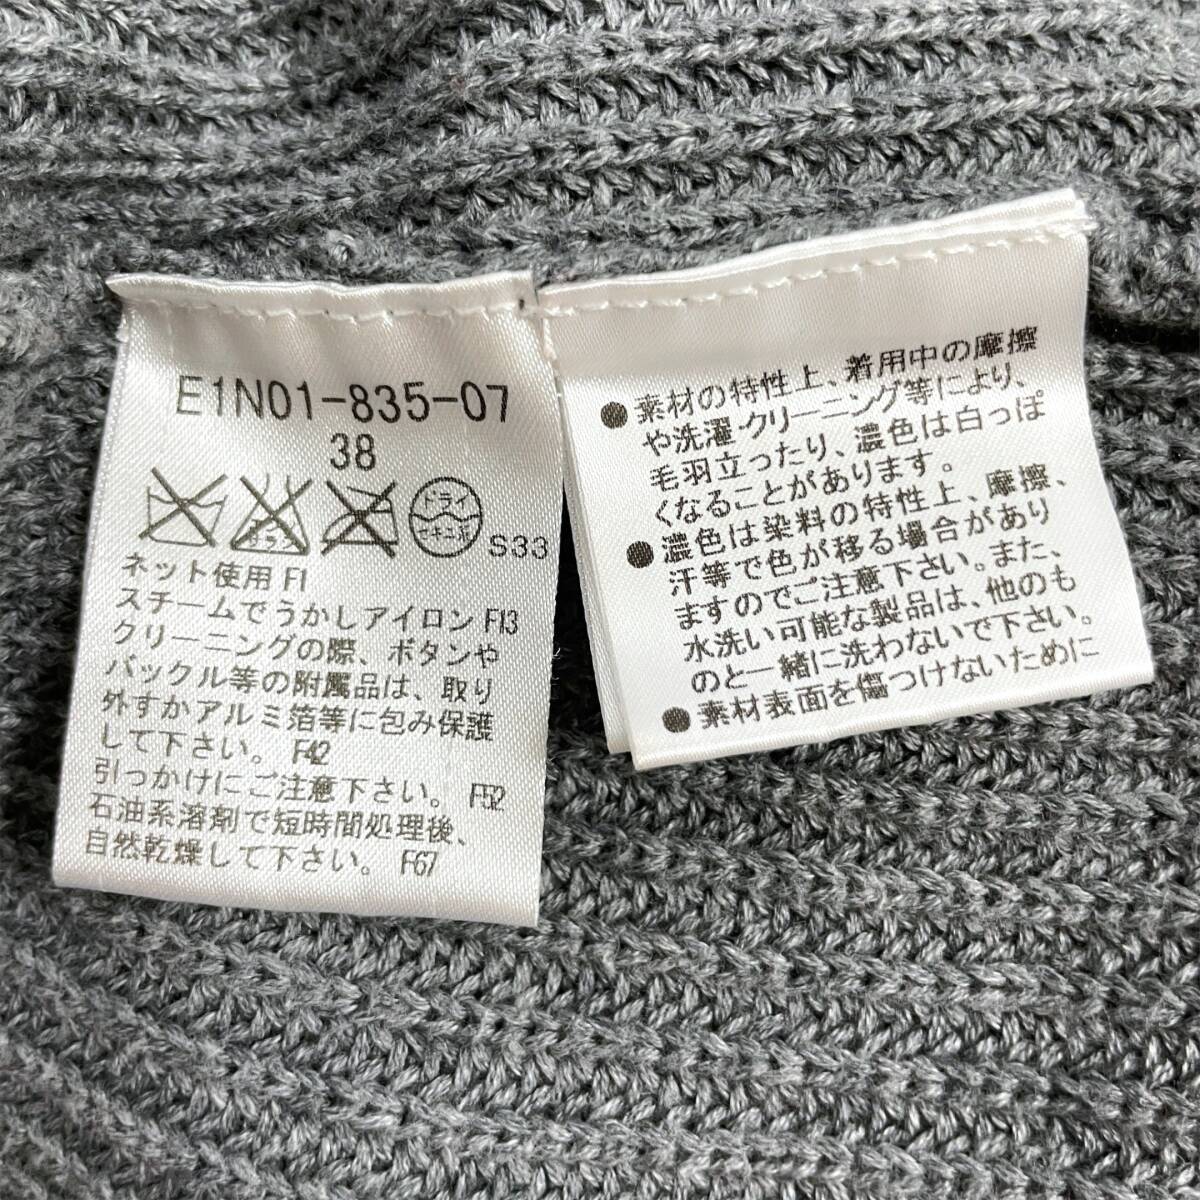 E1N01-835-07
38
ドライ
セキユ系
S33
ネット使用 F1
スチームでうかしアイロン F13
クリーニングの際、ボタンや
バックル等の附属品は、取り
外すかアルミ箔等に包み保護
して下さい。 F42
引っかけにご注意下さい。 F52
石油系溶剤で短時間処理後、
自然乾燥して下さい。 F67
●素材の特性上、着用中の摩擦
や洗濯・クリーニング等により、
毛羽立ったり、濃色は白っぽ
くなることがあります。
●濃色は染料の特性上、摩擦、
汗等で色が移る場合があり
ますのでご注意下さい。また、
水洗い可能な製品は、他のも
のと一緒に洗わないで下さい。
●素材表面を傷つけないために